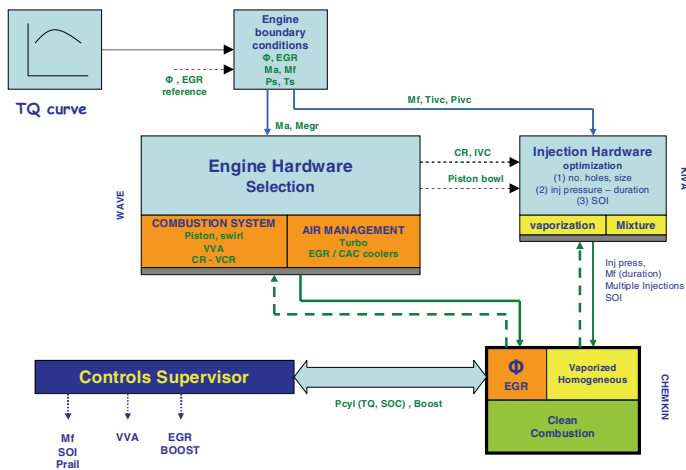 Engine
boundary
conditions
Φ, EGR
Ma, Mf
Ps, Ts
Φ , EGR
reference
TQ curve
Mf, Tivc, Pivc
Ma, Megr
Engine Hardware
Selection
CR, IVC
Piston bowl
Injection Hardware
optimization
(1) no. holes, size
(2) inj pressure – duration
(3) SOI
KIVA
WAVE
COMBUSTION SYSTEM
Piston, swirl
VVA
CR - VCR
AIR MANAGEMENT
Turbo
EGR / CAC coolers
vaporization
Mixture
Inj press,
Mf (duration)
Multiple Injections
SOI
Controls Supervisor
Pcyl (TQ, SOC) , Boost
Φ
EGR
Vaporized
Homogeneous
Clean
Combustion
CHEMKIN
Mf
SOI
Prail
VVA
EGR
BOOST